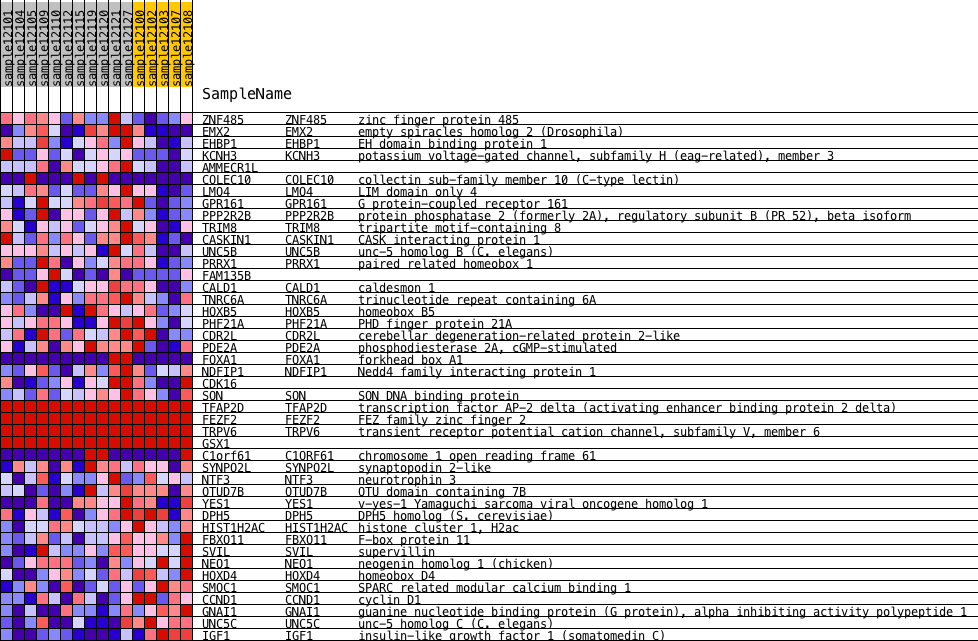 sample12101 sample12104 sample12105 sample12109 sample12110 sample12112 sample12115 sample12119 sample12120 sample12121 sample12127 sample12100 sample12102 sample12103 sample12107 sample12108
SampleName
ZNF485 ZNF485 zinc finger protein 485
EMX2 EMX2 empty spiracles homolog 2 (Drosophila)
EHBP1 EHBP1 EH domain binding protein 1
KCNH3 KCNH3 potassium voltage-gated channel, subfamily H (eag-related), member 3
AMMECR1L
COLEC10 COLEC10 collectin sub-family member 10 (C-type lectin)
LMO4 LMO4 LIM domain only 4
GPR161 GPR161 G protein-coupled receptor 161
PPP2R2B PPP2R2B protein phosphatase 2 (formerly 2A), regulatory subunit B (PR 52), beta isoform
TRIM8 TRIM8 tripartite motif-containing 8
CASKIN1 CASKIN1 CASK interacting protein 1
UNC5B UNC5B unc-5 homolog B (C. elegans)
PRRX1 PRRX1 paired related homeobox 1
FAM135B
CALD1 CALD1 caldesmon 1
TNRC6A TNRC6A trinucleotide repeat containing 6A
HOXB5 HOXB5 homeobox B5
PHF21A PHF21A PHD finger protein 21A
CDR2L CDR2L cerebellar degeneration-related protein 2-like
PDE2A PDE2A phosphodiesterase 2A, cGMP-stimulated
FOXA1 FOXA1 forkhead box A1
NDFIP1 NDFIP1 Nedd4 family interacting protein 1
CDK16
SON SON SON DNA binding protein
TFAP2D TFAP2D transcription factor AP-2 delta (activating enhancer binding protein 2 delta)
FEZF2 FEZF2 FEZ family zinc finger 2
TRPV6 TRPV6 transient receptor potential cation channel, subfamily V, member 6
GSX1
C1orf61 C1orf61 chromosome 1 open reading frame 61
SYNPO2L SYNPO2L synaptopodin 2-like
NTF3 NTF3 neurotrophin 3
OTUD7B OTUD7B OTU domain containing 7B
YES1 YES1 v-yes-1 Yamaguchi sarcoma viral oncogene homolog 1
DPH5 DPH5 DPH5 homolog (S. cerevisiae)
HIST1H2AC HIST1H2AC histone cluster 1, H2ac
FBXO11 FBXO11 F-box protein 11
SVIL SVIL supervillin
NEO1 NEO1 neogenin homolog 1 (chicken)
HOXD4 HOXD4 homeobox D4
SMOC1 SMOC1 SPARC related modular calcium binding 1
CCND1 CCND1 cyclin D1
GNAI1 GNAI1 guanine nucleotide binding protein (G protein), alpha inhibiting activity polypeptide 1
UNC5C UNC5C unc-5 homolog C (C. elegans)
IGF1 IGF1 insulin-like growth factor 1 (somatomedin C)